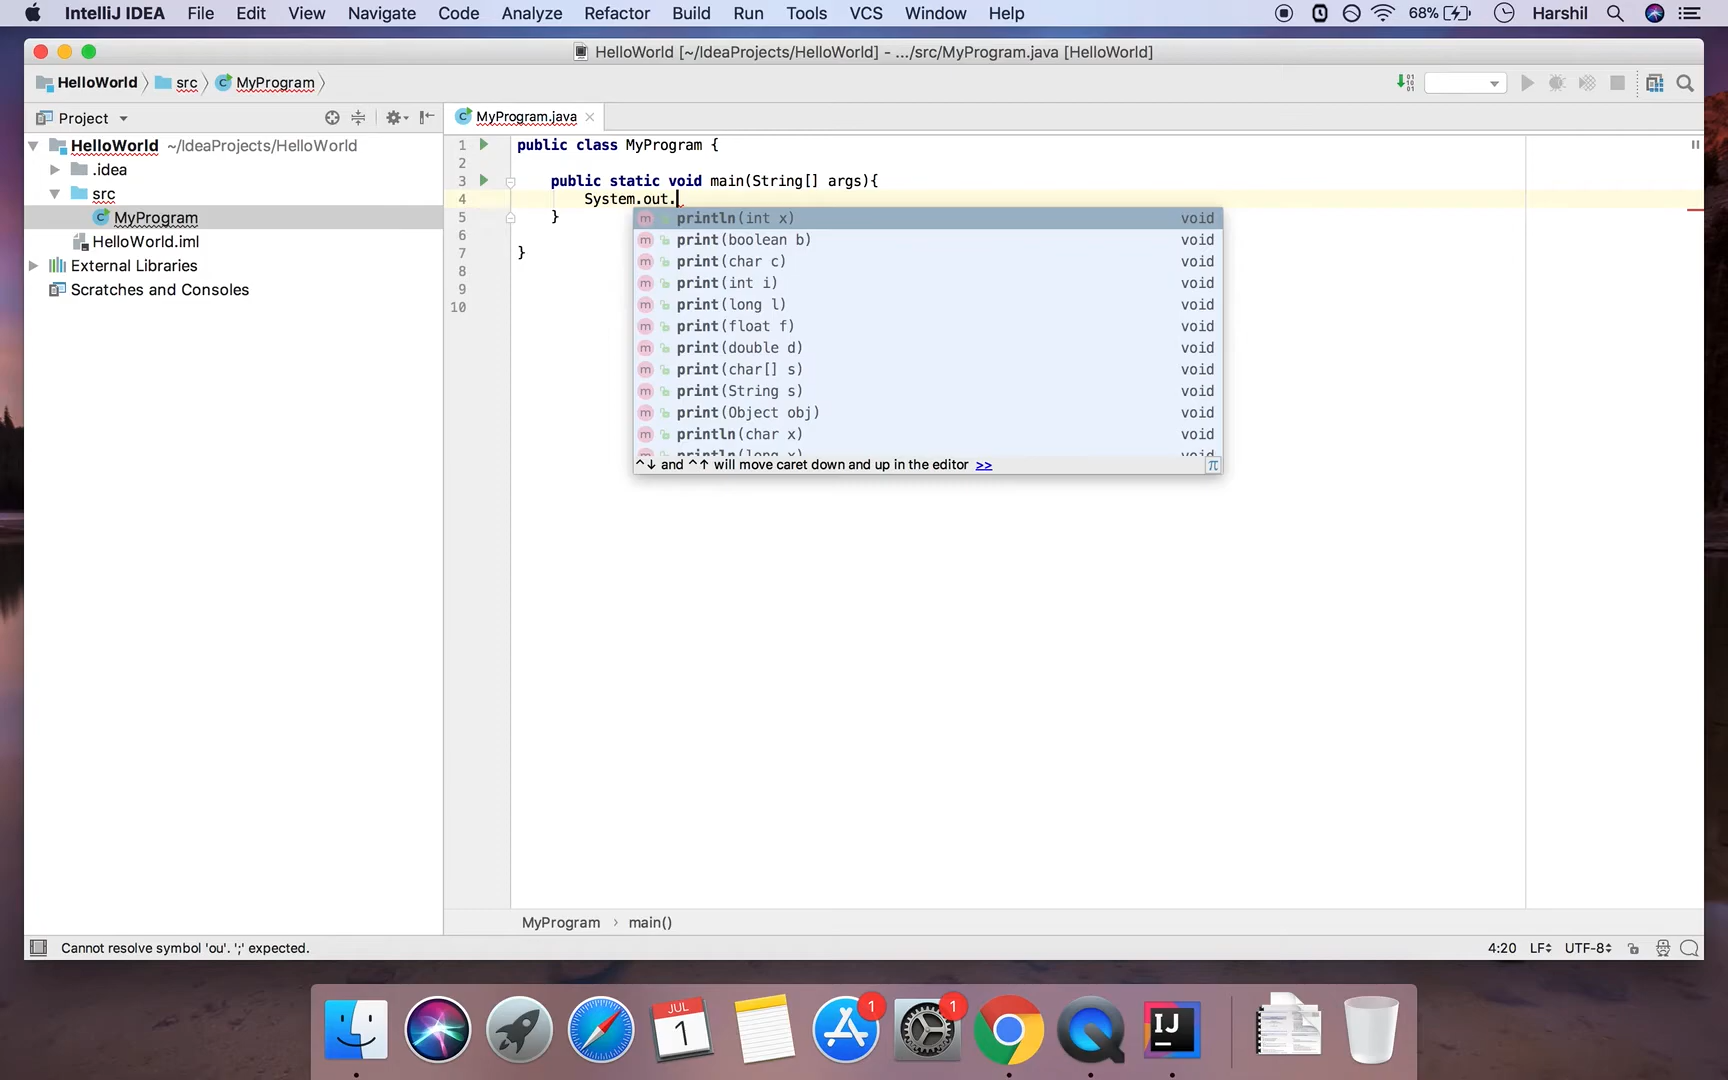 IntelliJ IDEA File Edit View Navigate Code Analyze Refactor Build Run Tools VCS Window Help 68% Harshil
HelloWorld [~/IdeaProjects/HelloWorld] - .../src/MyProgram.java [HelloWorld]
HelloWorld src MyProgram
Project
MyProgram.java
HelloWorld ~/IdeaProjects/HelloWorld
.idea
src
MyProgram
HelloWorld.iml
External Libraries
Scratches and Consoles
1 public class MyProgram {
2
3 public static void main(String[] args){
4 System.out.
5 }
6
7 }
8
9
10
m println(int x) void
m print(boolean b) void
m print(char c) void
m print(int i) void
m print(long l) void
m print(float f) void
m print(double d) void
m print(char[] s) void
m print(String s) void
m print(Object obj) void
m println(char x) void
m println(long x) void
^↓ and ^↑ will move caret down and up in the editor >> π
MyProgram › main()
Cannot resolve symbol 'ou'. ';' expected. 4:20 LF UTF-8
JUL
1
1
1
IJ